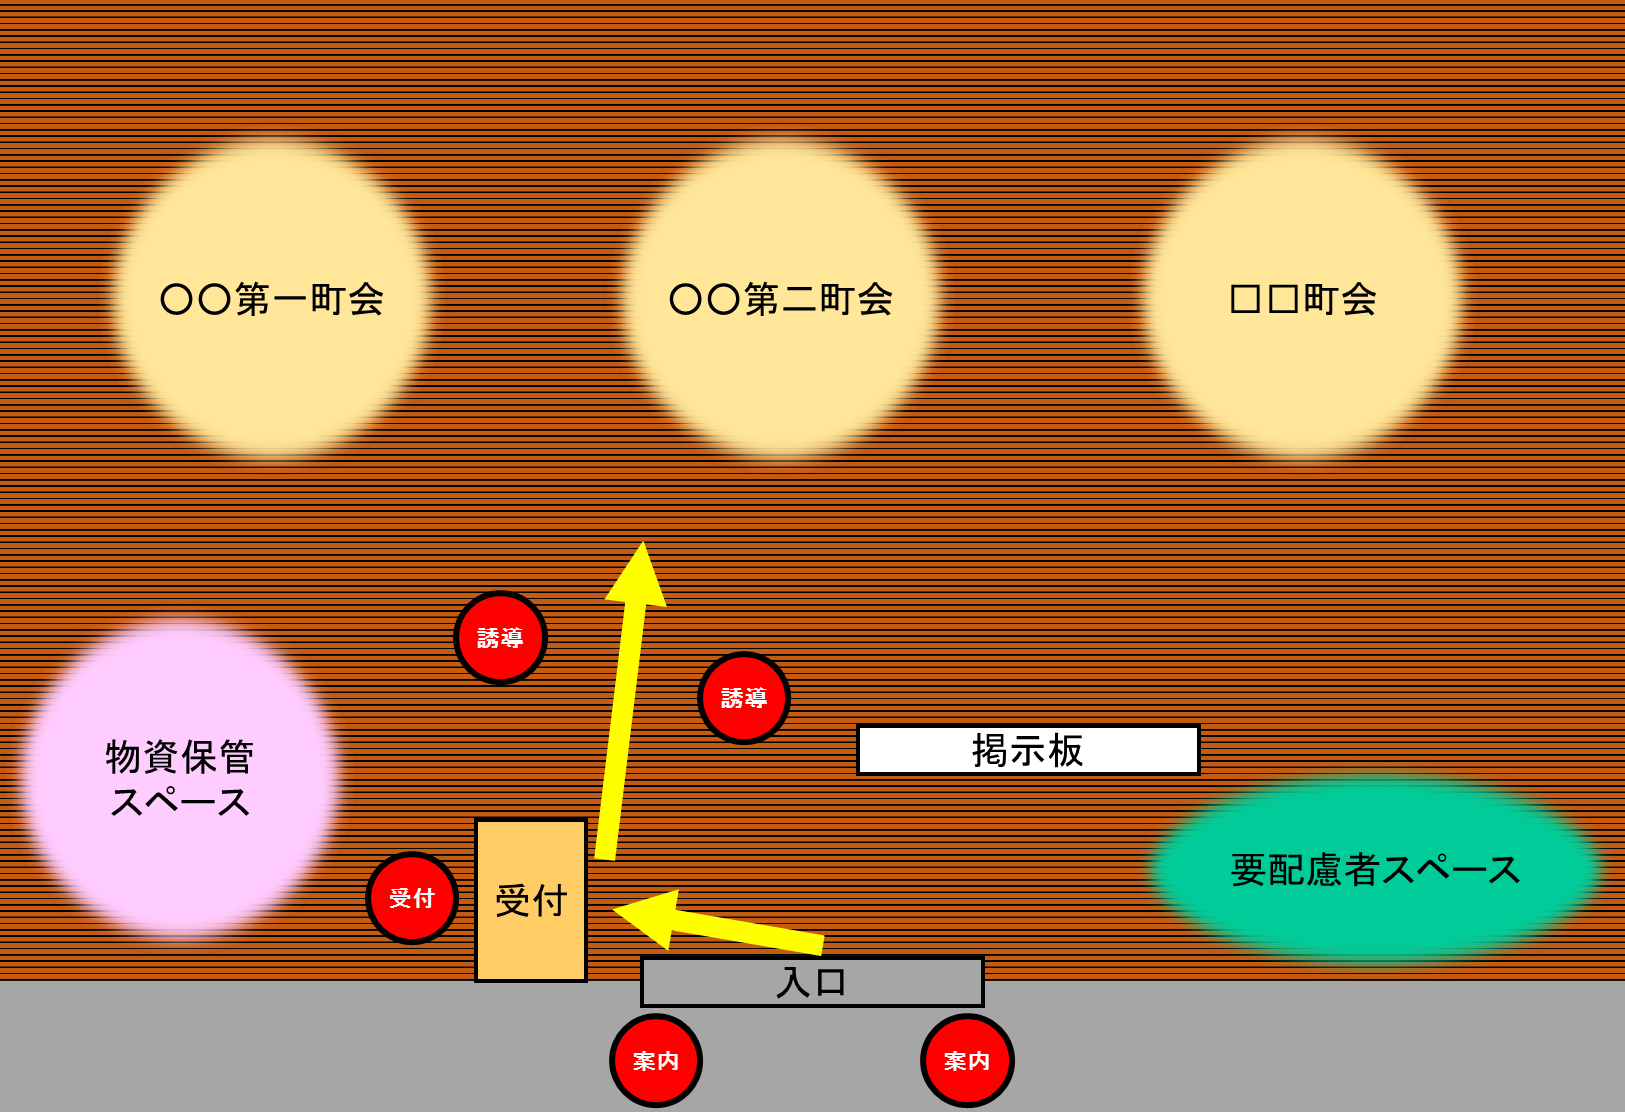 〇〇第一町会
〇〇第二町会
□□町会
誘導
誘導
掲示板
物資保管
スペース
要配慮者スペース
受付
受付
入口
案内
案内